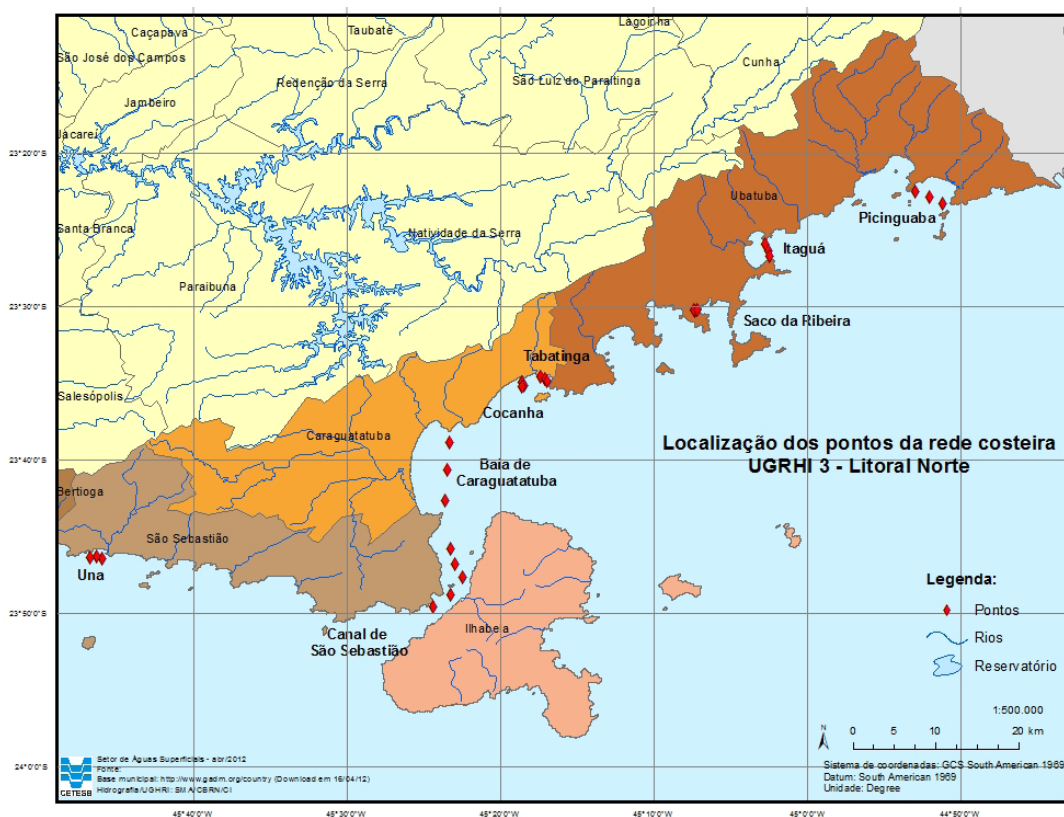 Lagoinha
Caçapava
Taubaté
São José dos Campos
Cunha
Redenção da Serra
São Luiz do Paraitinga
Jambeiro
Jacareí
23°20'0"S
Ubatuba
Picinguaba
Santa Branca
Natividade da Serra
Itaguá
Paraibuna
23°30'0"S
Saco da Ribeira
Tabatinga
Salesópolis
Cocanha
Caraguatatuba
Localização dos pontos da rede costeira
UGRHI 3 - Litoral Norte
23°40'0"S
Baía de
Caraguatatuba
Bertioga
São Sebastião
Una
Legenda:
Pontos
23°50'0"S
Ilhabela
Canal de
São Sebastião
Rios
Reservatório
1:500.000
N
0 5 10 20 km
Setor de Águas Superficiais - abr/2012
Fonte:
Base municipal: http://www.gadm.org/country (Download em 16/04/12)
Hidrografia/UGHRI: SMA/CBRN/CI
CETESB
24°0'0"S
Sistema de coordenadas: GCS South American 1969
Datum: South American 1969
Unidade: Degree
45°40'0"W 45°30'0"W 45°20'0"W 45°10'0"W 45°0'0"W 44°50'0"W